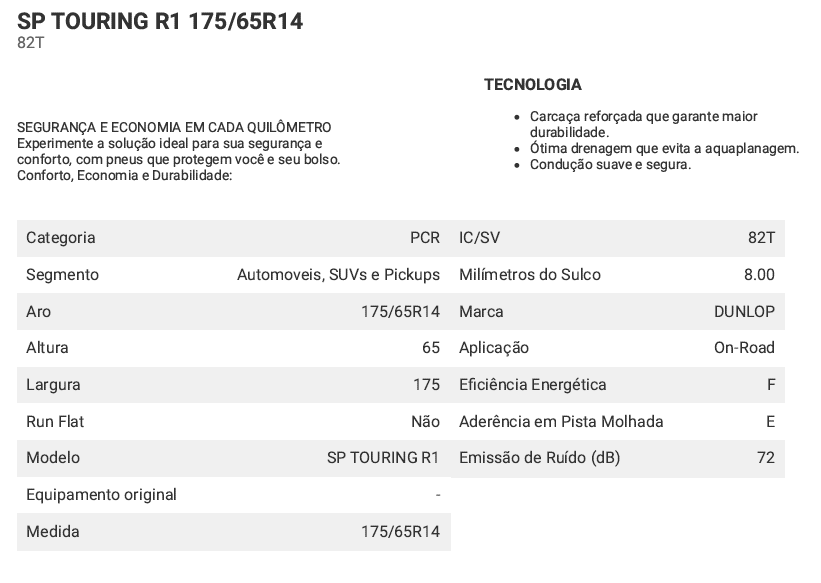 SP TOURING R1 175/65R14
82T
SEGURANÇA E ECONOMIA EM CADA QUILÔMETRO
Experimente a solução ideal para sua segurança e
conforto, com pneus que protegem você e seu bolso.
Conforto, Economia e Durabilidade:
TECNOLOGIA
• Carcaça reforçada que garante maior
durabilidade.
• Ótima drenagem que evita a aquaplanagem.
• Condução suave e segura.
Categoria PCR
Segmento Automoveis, SUVs e Pickups
Aro 175/65R14
Altura 65
Largura 175
Run Flat Não
Modelo SP TOURING R1
Equipamento original -
Medida 175/65R14
IC/SV 82T
Milímetros do Sulco 8.00
Marca DUNLOP
Aplicação On-Road
Eficiência Energética F
Aderência em Pista Molhada E
Emissão de Ruído (dB) 72